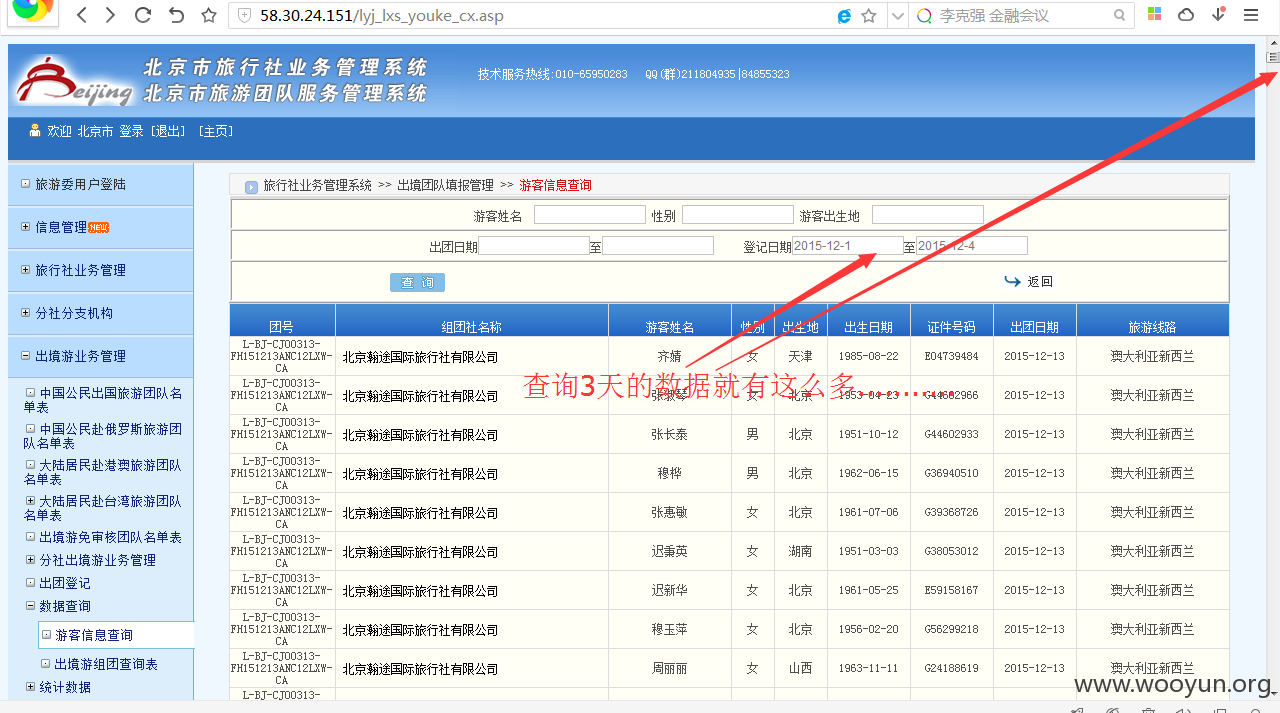 58.30.24.151/lyj_lxs_youke_cx.asp
李克强 金融会议
Beijing
北京市旅行社业务管理系统
北京市旅游团队服务管理系统
技术服务热线:010-65950283 QQ(群)211804935|84855323
欢迎 北京市 登录 [退出] [主页]
旅游委用户登陆
信息管理NEW
旅行社业务管理
分社分支机构
出境游业务管理
中国公民出国旅游团队名
单表
中国公民赴俄罗斯旅游团
队名单表
大陆居民赴港澳旅游团队
名单表
大陆居民赴台湾旅游团队
名单表
出境游免审核团队名单表
分社出境游业务管理
出团登记
数据查询
游客信息查询
出境游组团查询表
统计数据
旅行社业务管理系统 >> 出境团队填报管理 >> 游客信息查询
游客姓名 性别 游客出生地
出团日期 至 登记日期 2015-12-1 至 2015-12-4
查 询 返回
团号 组团社名称 游客姓名 性别 出生地 出生日期 证件号码 出团日期 旅游线路
L-BJ-CJ00313-
FH151213ANC12LXW-
CA
北京翰途国际旅行社有限公司 齐婧 女 天津 1985-08-22 E04739484 2015-12-13 澳大利亚新西兰
L-BJ-CJ00313-
FH151213ANC12LXW-
CA
北京翰途国际旅行社有限公司 女 北京 1953-04-23 G44602966 2015-12-13 澳大利亚新西兰
查询3天的数据就有这么多............
L-BJ-CJ00313-
FH151213ANC12LXW-
CA
北京翰途国际旅行社有限公司 张长泰 男 北京 1951-10-12 G44602933 2015-12-13 澳大利亚新西兰
L-BJ-CJ00313-
FH151213ANC12LXW-
CA
北京翰途国际旅行社有限公司 穆桦 男 北京 1962-06-15 G36940510 2015-12-13 澳大利亚新西兰
L-BJ-CJ00313-
FH151213ANC12LXW-
CA
北京翰途国际旅行社有限公司 张惠敏 女 北京 1961-07-06 G39368726 2015-12-13 澳大利亚新西兰
L-BJ-CJ00313-
FH151213ANC12LXW-
CA
北京翰途国际旅行社有限公司 迟秉英 女 湖南 1951-03-03 G38053012 2015-12-13 澳大利亚新西兰
L-BJ-CJ00313-
FH151213ANC12LXW-
CA
北京翰途国际旅行社有限公司 迟新华 女 北京 1961-05-25 E59158167 2015-12-13 澳大利亚新西兰
L-BJ-CJ00313-
FH151213ANC12LXW-
CA
北京翰途国际旅行社有限公司 穆玉萍 女 北京 1956-02-20 G56299218 2015-12-13 澳大利亚新西兰
L-BJ-CJ00313-
FH151213ANC12LXW-
CA
北京翰途国际旅行社有限公司 周丽丽 女 山西 1963-11-11 G24188619 2015-12-13 澳大利亚新西兰
L-BJ-CJ00313-
www.wooyun.org